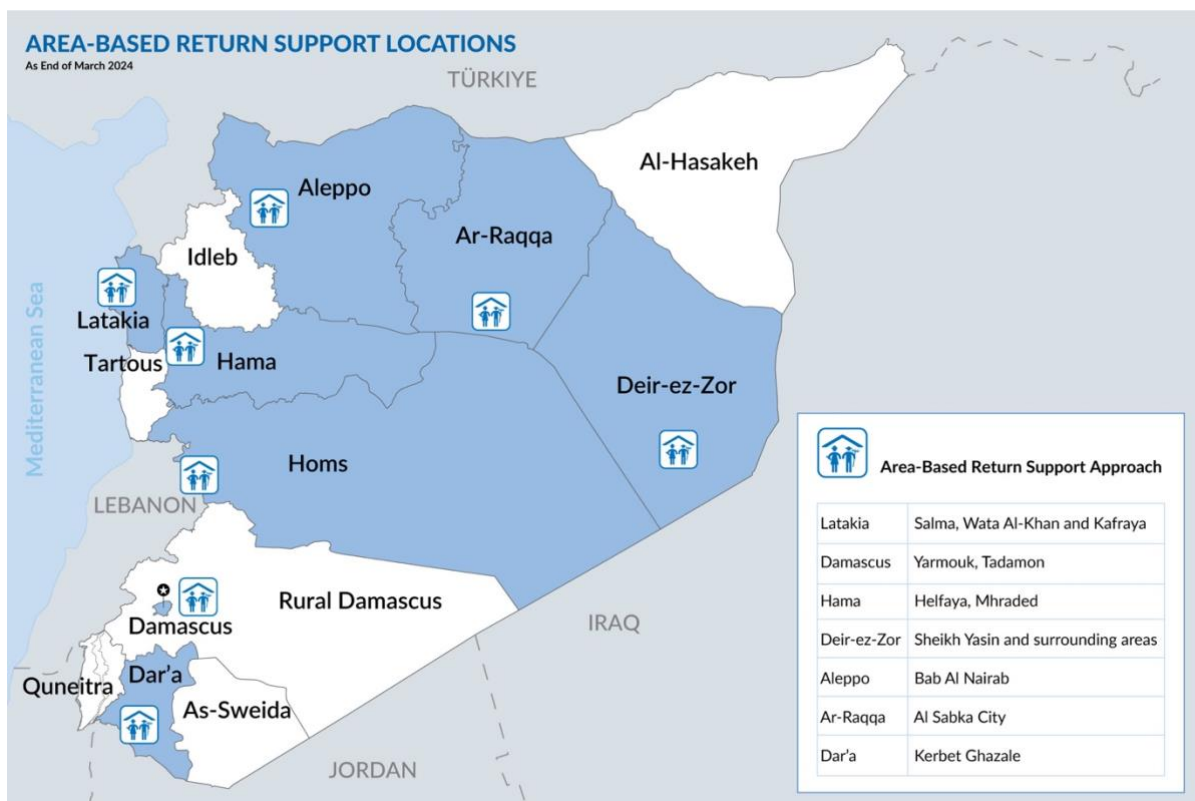 AREA-BASED RETURN SUPPORT LOCATIONS
As End of March 2024
TÜRKIYE
Al-Hasakeh
Aleppo
Ar-Raqqa
Idleb
Mediterranean Sea
Latakia
Tartous
Hama
Deir-ez-Zor
Homs
LEBANON
Rural Damascus
IRAQ
Damascus
Dar'a
Quneitra
As-Sweida
JORDAN
Area-Based Return Support Approach
Latakia Salma, Wata Al-Khan and Kafraya
Damascus Yarmouk, Tadamon
Hama Helfaya, Mhraded
Deir-ez-Zor Sheikh Yasin and surrounding areas
Aleppo Bab Al Nairab
Ar-Raqqa Al Sabka City
Dar'a Kerbet Ghazale